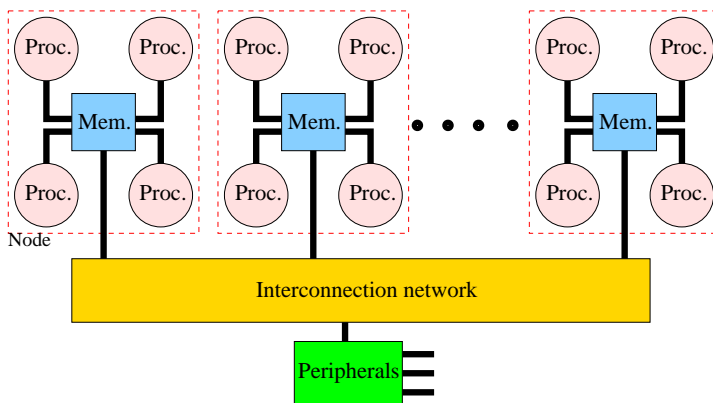 Proc. Proc. Proc. Proc. Proc. Proc.
Mem. Mem. Mem.
Proc. Proc. Proc. Proc. Proc. Proc.
Node
Interconnection network
Peripherals